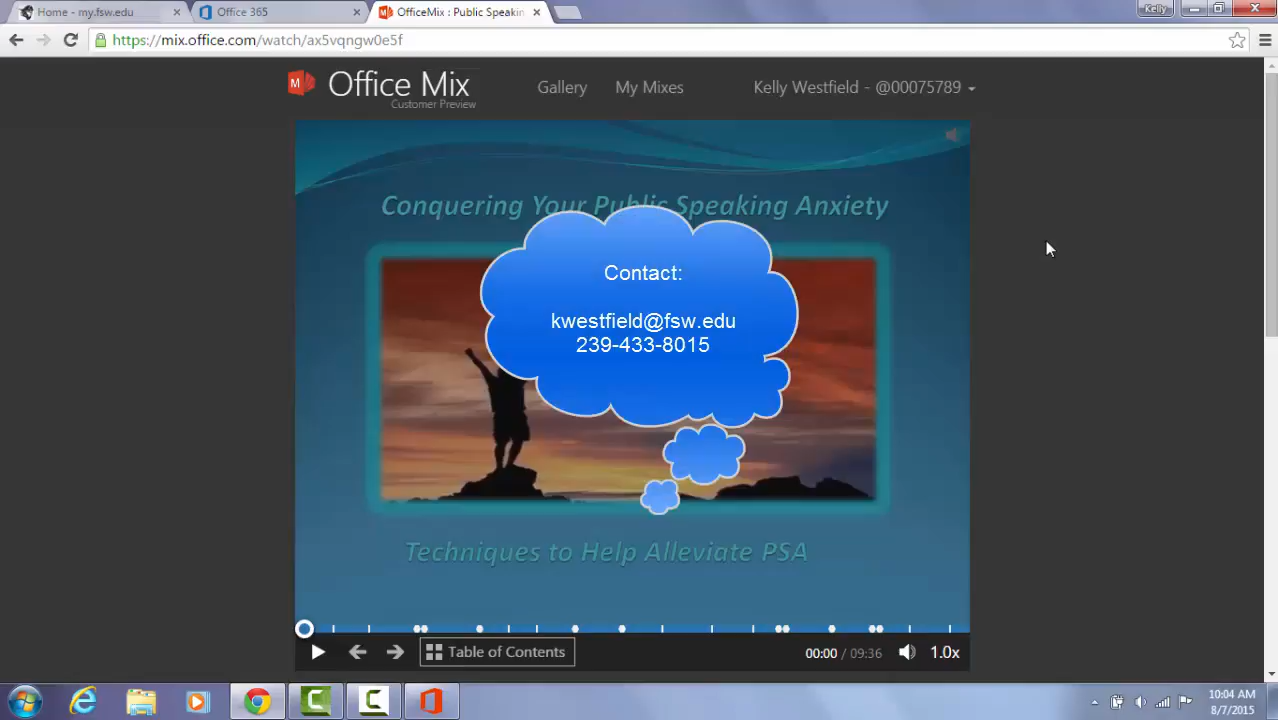 Home - my.fsw.edu
Office 365
OfficeMix : Public Speakin
Kelly
https://mix.office.com/watch/ax5vqngw0e5f
M
Office Mix
Customer Preview
Gallery
My Mixes
Kelly Westfield - @00075789
Conquering Your Public Speaking Anxiety
Contact:
kwestfield@fsw.edu
239-433-8015
Techniques to Help Alleviate PSA
Table of Contents
00:00 / 09:36
1.0x
10:04 AM
8/7/2015